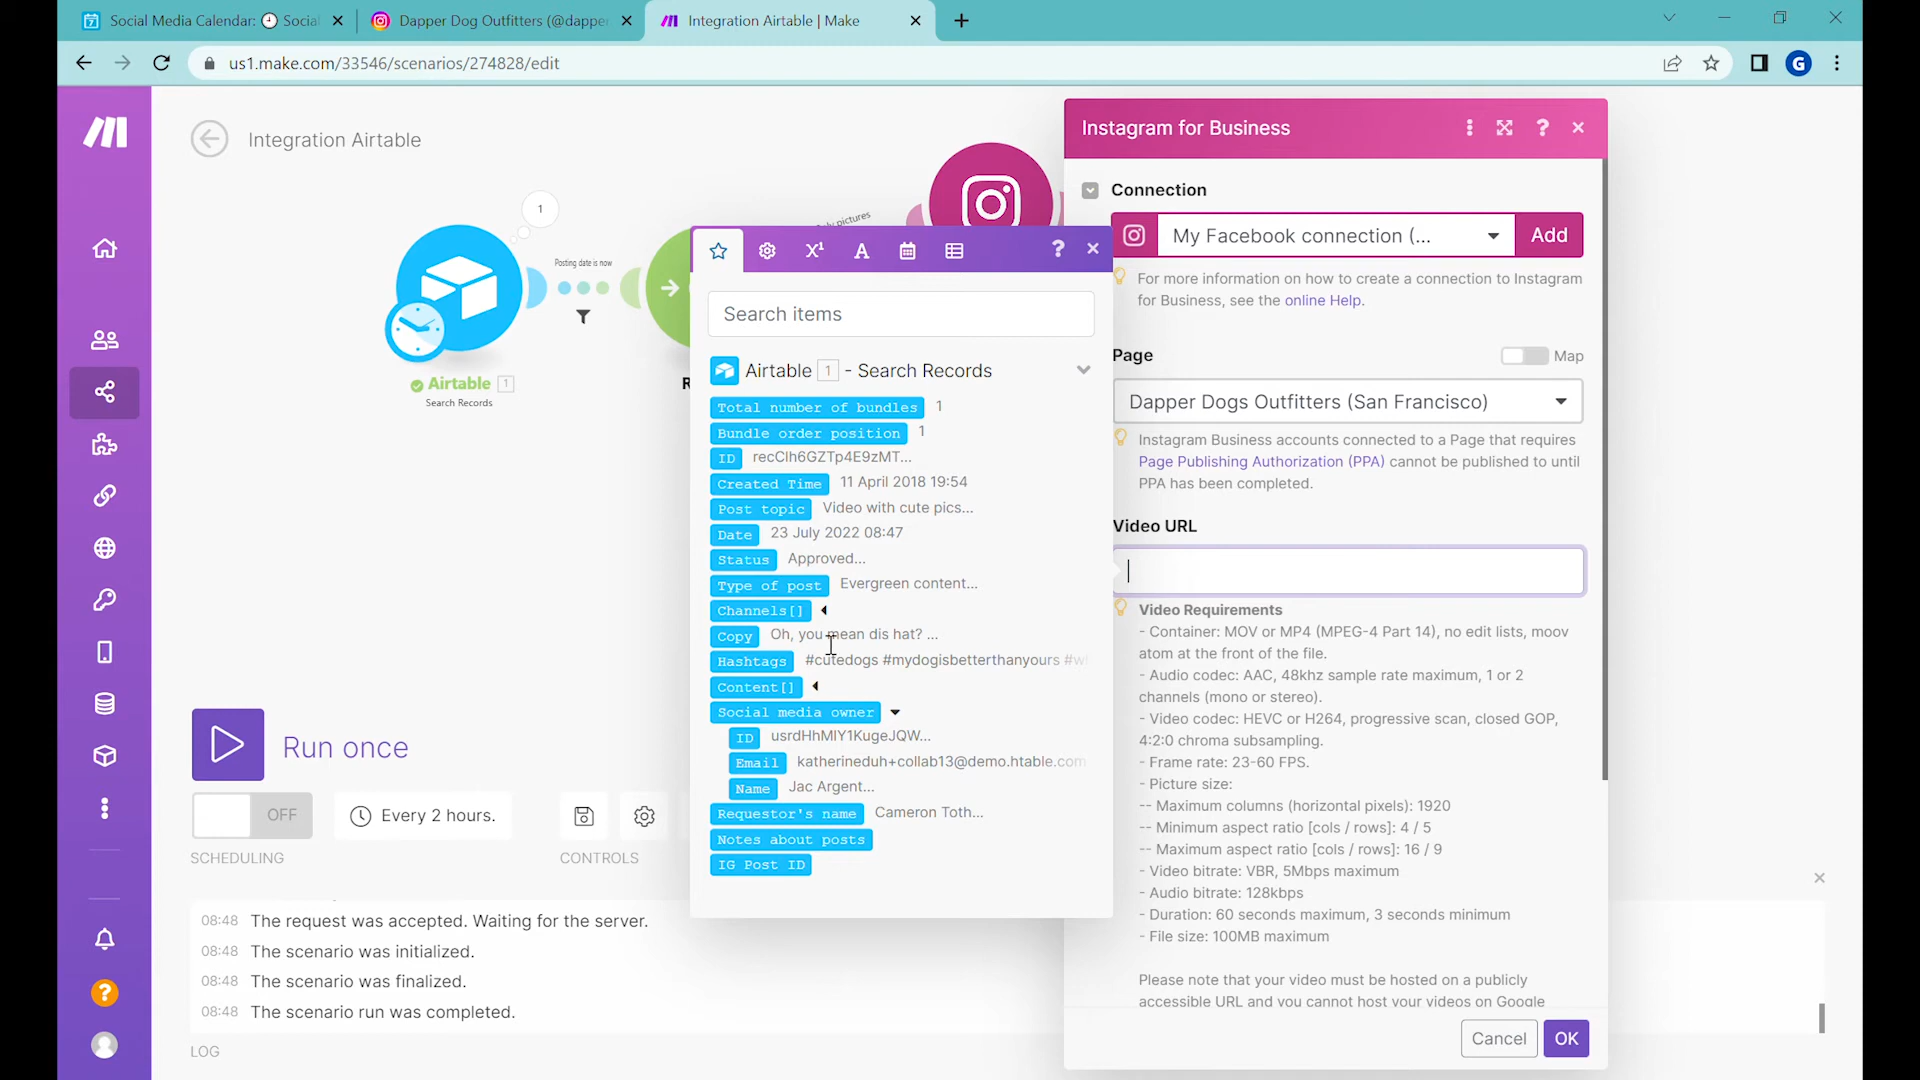 Social Media Calendar: Social
Dapper Dog Outfitters (@dapper
Integration Airtable | Make
us1.make.com/33546/scenarios/274828/edit
G
Integration Airtable
1
Posting date is now
pictures
Airtable 1
Search Records
R
Run once
OFF
Every 2 hours.
SCHEDULING
CONTROLS
08:48 The request was accepted. Waiting for the server.
08:48 The scenario was initialized.
08:48 The scenario was finalized.
08:48 The scenario run was completed.
LOG
Search items
Airtable 1 - Search Records
Total number of bundles 1
Bundle order position 1
ID recClh6GZTp4E9zMT...
Created Time 11 April 2018 19:54
Post topic Video with cute pics...
Date 23 July 2022 08:47
Status Approved...
Type of post Evergreen content...
Channels[]
Copy Oh, you mean dis hat? ...
Hashtags #cutedogs #mydogisbetterthanyours
Content[]
Social media owner
ID usrdHhMlY1KugeJQW...
Email katherineduh+collab13@demo.htable.com
Name Jac Argent...
Requestor's name Cameron Toth...
Notes about posts
IG Post ID
Instagram for Business
Connection
My Facebook connection (...
Add
For more information on how to create a connection to Instagram
for Business, see the online Help.
Page
Map
Dapper Dogs Outfitters (San Francisco)
Instagram Business accounts connected to a Page that requires
Page Publishing Authorization (PPA) cannot be published to until
PPA has been completed.
Video URL
Video Requirements
- Container: MOV or MP4 (MPEG-4 Part 14), no edit lists, moov
atom at the front of the file.
- Audio codec: AAC, 48khz sample rate maximum, 1 or 2
channels (mono or stereo).
- Video codec: HEVC or H264, progressive scan, closed GOP,
4:2:0 chroma subsampling.
- Frame rate: 23-60 FPS.
- Picture size:
-- Maximum columns (horizontal pixels): 1920
-- Minimum aspect ratio [cols / rows]: 4 / 5
-- Maximum aspect ratio [cols / rows]: 16 / 9
- Video bitrate: VBR, 5Mbps maximum
- Audio bitrate: 128kbps
- Duration: 60 seconds maximum, 3 seconds minimum
- File size: 100MB maximum
Please note that your video must be hosted on a publicly
accessible URL and you cannot host your videos on Google
Cancel
OK